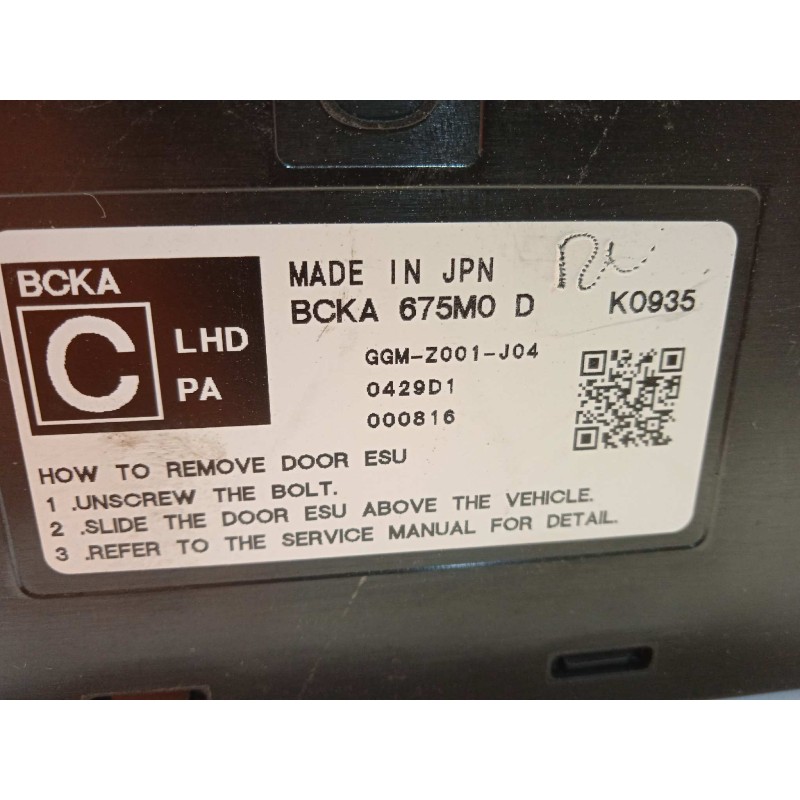 BCKA
C
LHD
PA
MADE IN JPN
BCKA 675M0 D
K0935
GGM-Z001-J04
0429D1
000816
HOW TO REMOVE DOOR ESU
1 .UNSCREW THE BOLT.
2 .SLIDE THE DOOR ESU ABOVE THE VEHICLE.
3 .REFER TO THE SERVICE MANUAL FOR DETAIL.